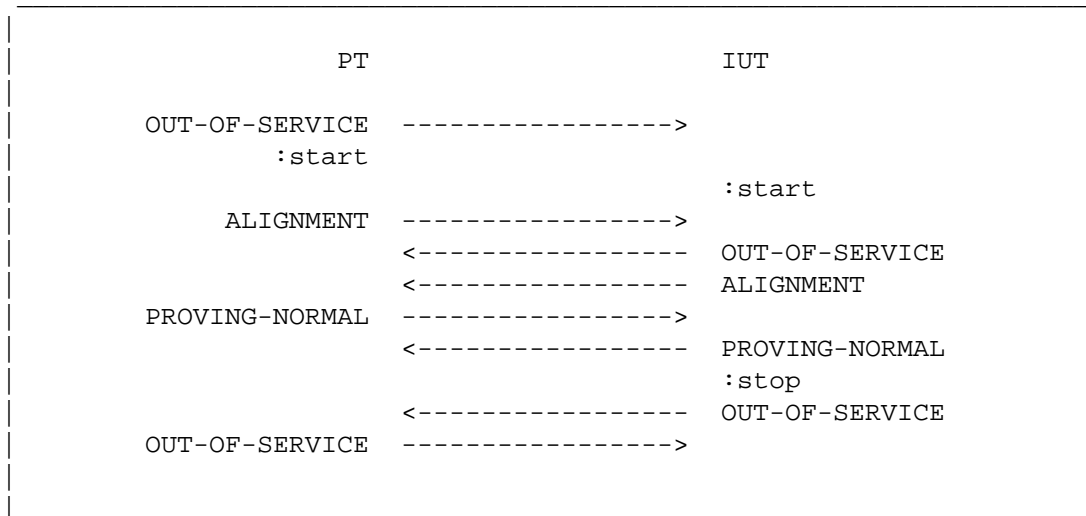 PT IUT
OUT-OF-SERVICE ----------------->
:start
:start
ALIGNMENT ----------------->
<----------------- OUT-OF-SERVICE
<----------------- ALIGNMENT
PROVING-NORMAL ----------------->
<----------------- PROVING-NORMAL
:stop
<----------------- OUT-OF-SERVICE
OUT-OF-SERVICE ----------------->